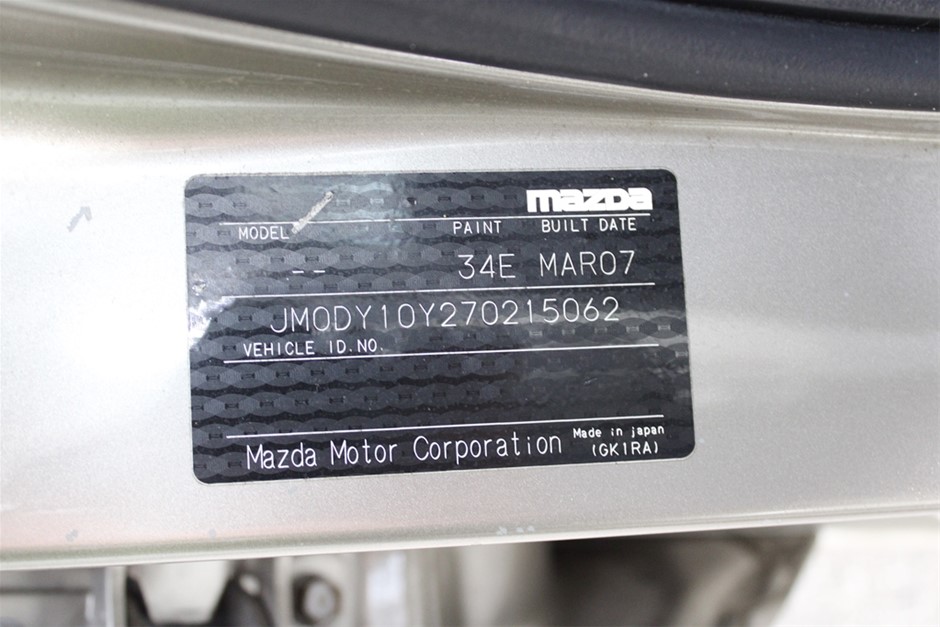 mazda
MODEL PAINT BUILT DATE
-- 34E MAR07
JM0DY10Y270215062
VEHICLE ID.NO.
Mazda Motor Corporation Made in japan
(GK1RA)